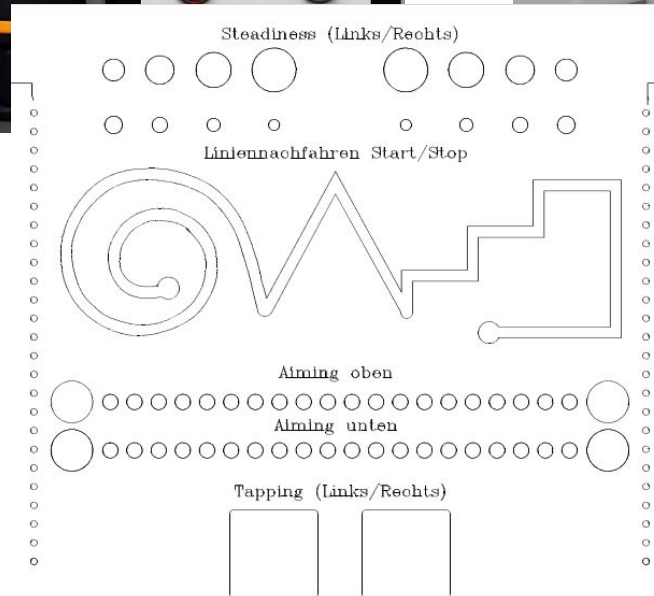 Steadiness (Links/Rechts)
Liniennachfahren Start/Stop
Aiming oben
Aiming unten
Tapping (Links/Rechts)